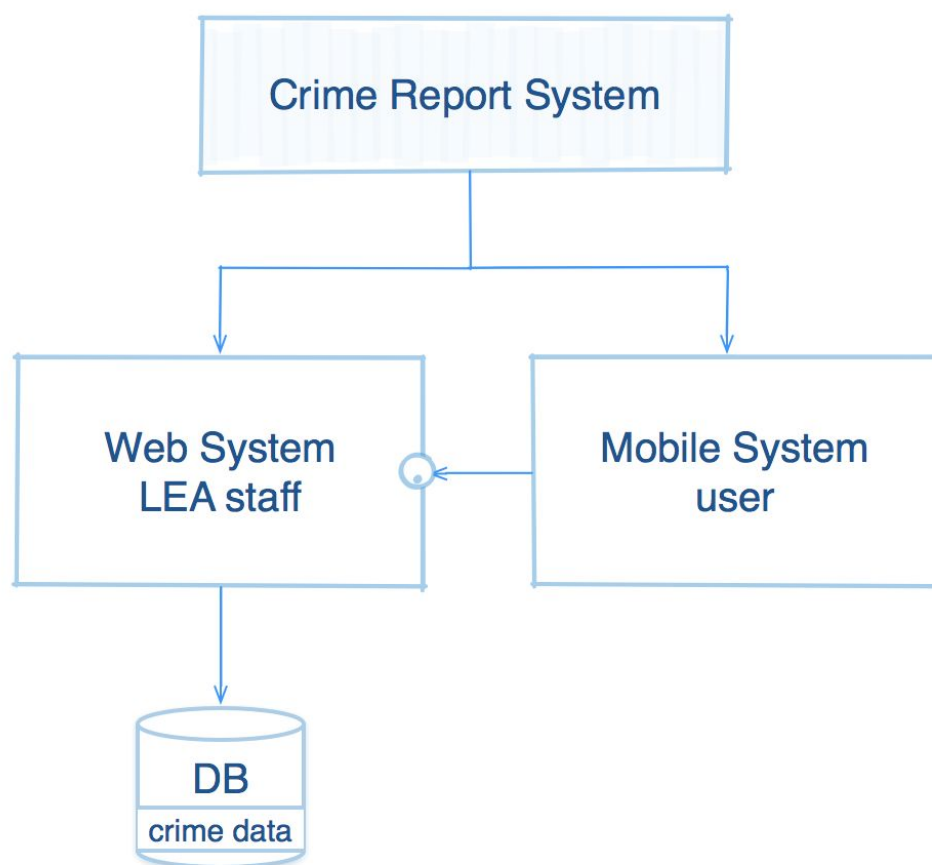 Crime Report System
Web System
LEA staff
Mobile System
user
DB
crime data